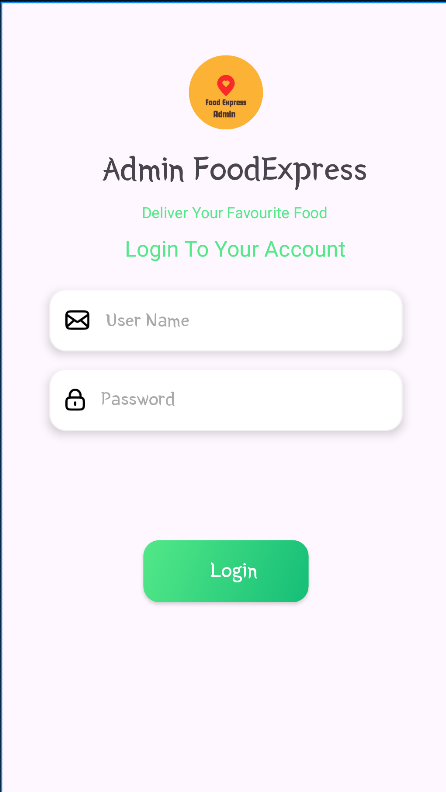 Food Express
Admin
Admin FoodExpress
Deliver Your Favourite Food
Login To Your Account
User Name
Password
Login